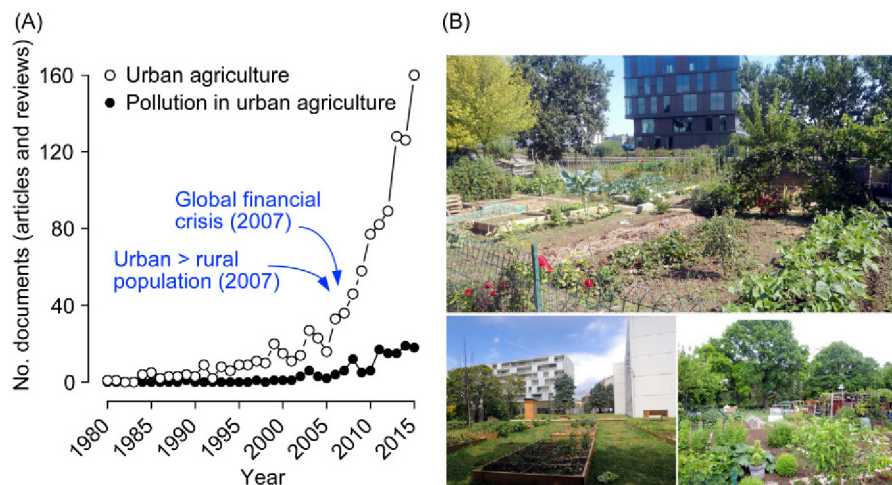 (A)
(B)
160
120
80
40
0
No. documents (articles and reviews)
Urban agriculture
Pollution in urban agriculture
Global financial
crisis (2007)
Urban > rural
population (2007)
1980
1985
1990
1995
2000
2005
2010
2015
Year